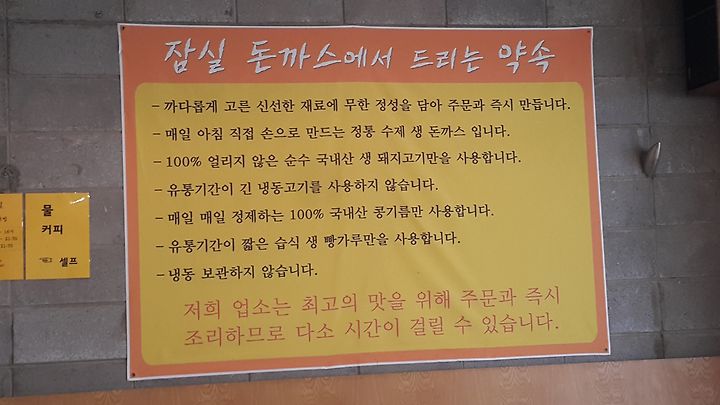 잠실 돈까스에서 드리는 약속
- 까다롭게 고른 신선한 재료에 무한 정성을 담아 주문과 즉시 만듭니다.
- 매일 아침 직접 손으로 만드는 정통 수제 생 돈까스 입니다.
- 100% 얼리지 않은 순수 국내산 생 돼지고기만을 사용합니다.
- 유통기간이 긴 냉동고기를 사용하지 않습니다.
- 매일 매일 정제하는 100% 국내산 콩기름만 사용합니다.
- 유통기간이 짧은 습식 생 빵가루만을 사용합니다.
- 냉동 보관하지 않습니다.
저희 업소는 최고의 맛을 위해 주문과 즉시
조리하므로 다소 시간이 걸릴 수 있습니다.
물
커피
셀프